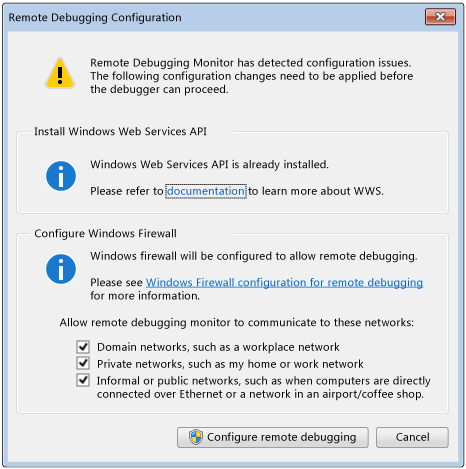 Remote Debugging Configuration
Remote Debugging Monitor has detected configuration issues.
The following configuration changes need to be applied before
the debugger can proceed.
Install Windows Web Services API
Windows Web Services API is already installed.
Please refer to documentation to learn more about WWS.
Configure Windows Firewall
Windows firewall will be configured to allow remote debugging.
Please see Windows Firewall configuration for remote debugging
for more information.
Allow remote debugging monitor to communicate to these networks:
Domain networks, such as a workplace network
Private networks, such as my home or work network
Informal or public networks, such as when computers are directly
connected over Ethernet or a network in an airport/coffee shop.
Configure remote debugging
Cancel